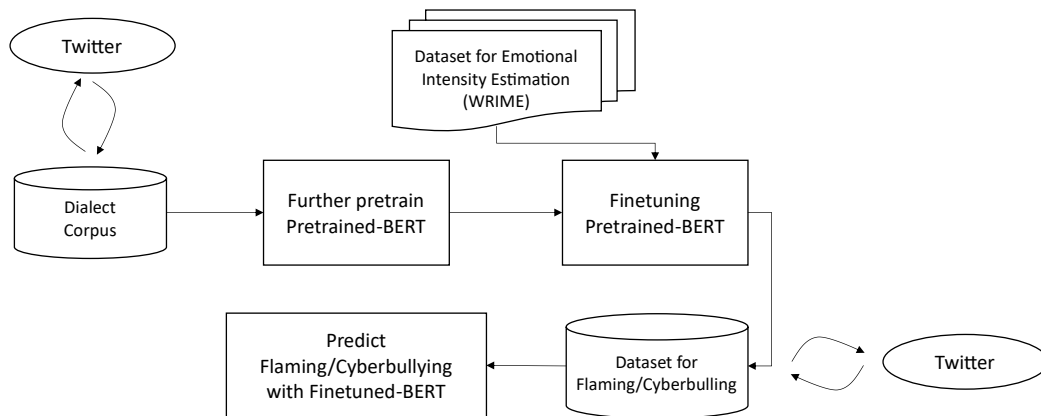 Twitter
Dataset for Emotional
Intensity Estimation
(WRIME)
Dialect
Corpus
Further pretrain
Pretrained-BERT
Finetuning
Pretrained-BERT
Predict
Flaming/Cyberbullying
with Finetuned-BERT
Dataset for
Flaming/Cyberbulling
Twitter